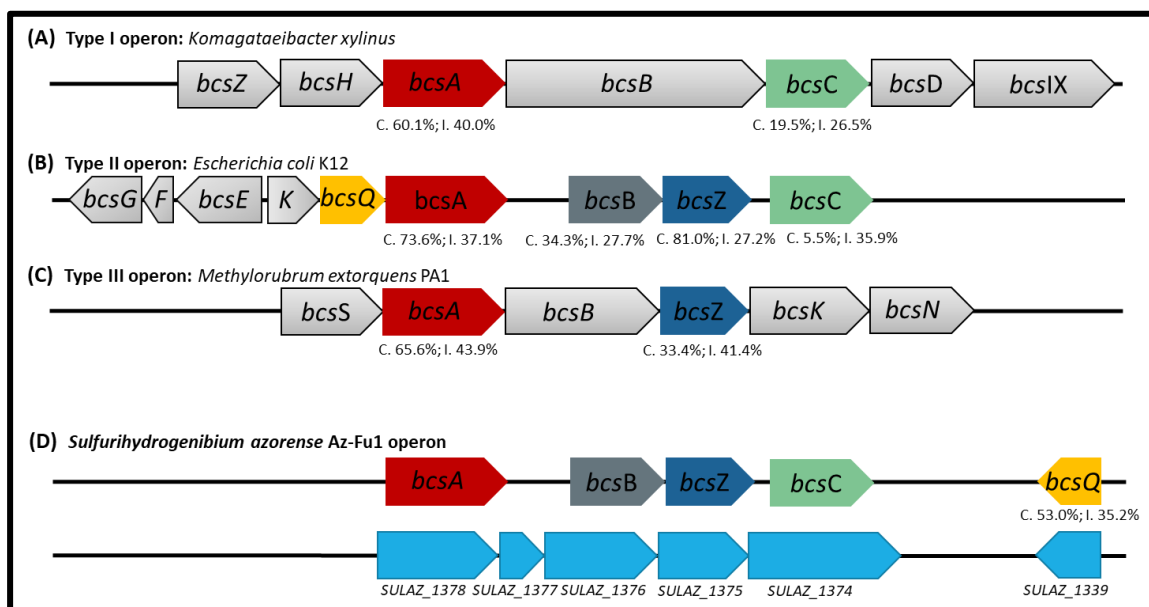 (A) Type I operon: Komagataeibacter xylinus
bcsZ bcsH bcsA bcsB bcsC bcsD bcsIX
C. 60.1%; I. 40.0% C. 19.5%; I. 26.5%
(B) Type II operon: Escherichia coli K12
bcsG F bcsE K bcsQ bcsA bcsB bcsZ bcsC
C. 73.6%; I. 37.1% C. 34.3%; I. 27.7% C. 81.0%; I. 27.2% C. 5.5%; I. 35.9%
(C) Type III operon: Methylorubrum extorquens PA1
bcsS bcsA bcsB bcsZ bcsK bcsN
C. 65.6%; I. 43.9% C. 33.4%; I. 41.4%
(D) Sulfurihydrogenibium azorense Az-Fu1 operon
bcsA bcsB bcsZ bcsC bcsQ
C. 53.0%; I. 35.2%
SULAZ_1378 SULAZ_1377 SULAZ_1376 SULAZ_1375 SULAZ_1374 SULAZ_1339